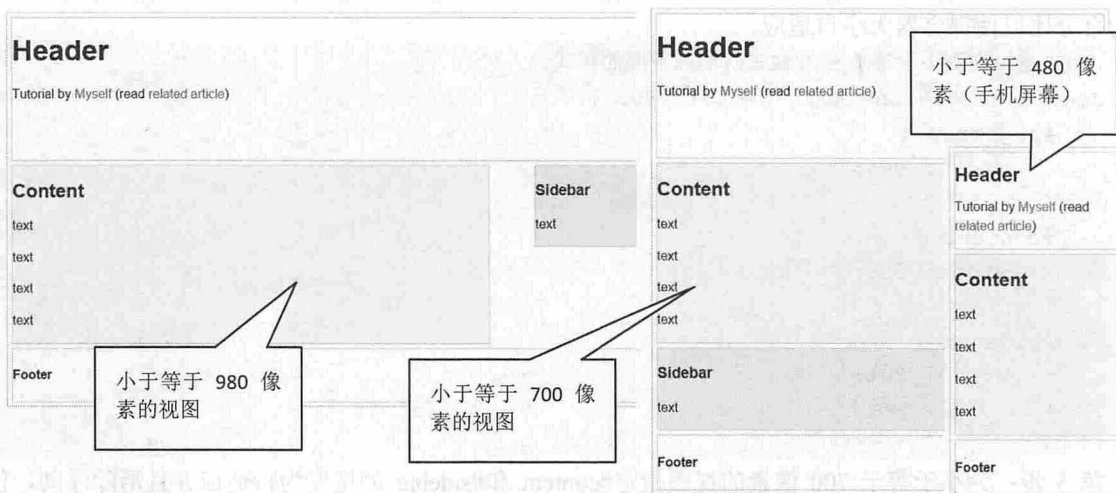 Header
Tutorial by Myself (read related article)
Content
text
text
text
text
Sidebar
text
Footer
小于等于 980 像
素的视图
Header
Tutorial by Myself (read related article)
Content
text
text
text
text
Sidebar
text
Footer
小于等于 700 像
素的视图
小于等于 480 像
素（手机屏幕）
Header
Tutorial by Myself (read
related article)
Content
text
text
text
text
Footer